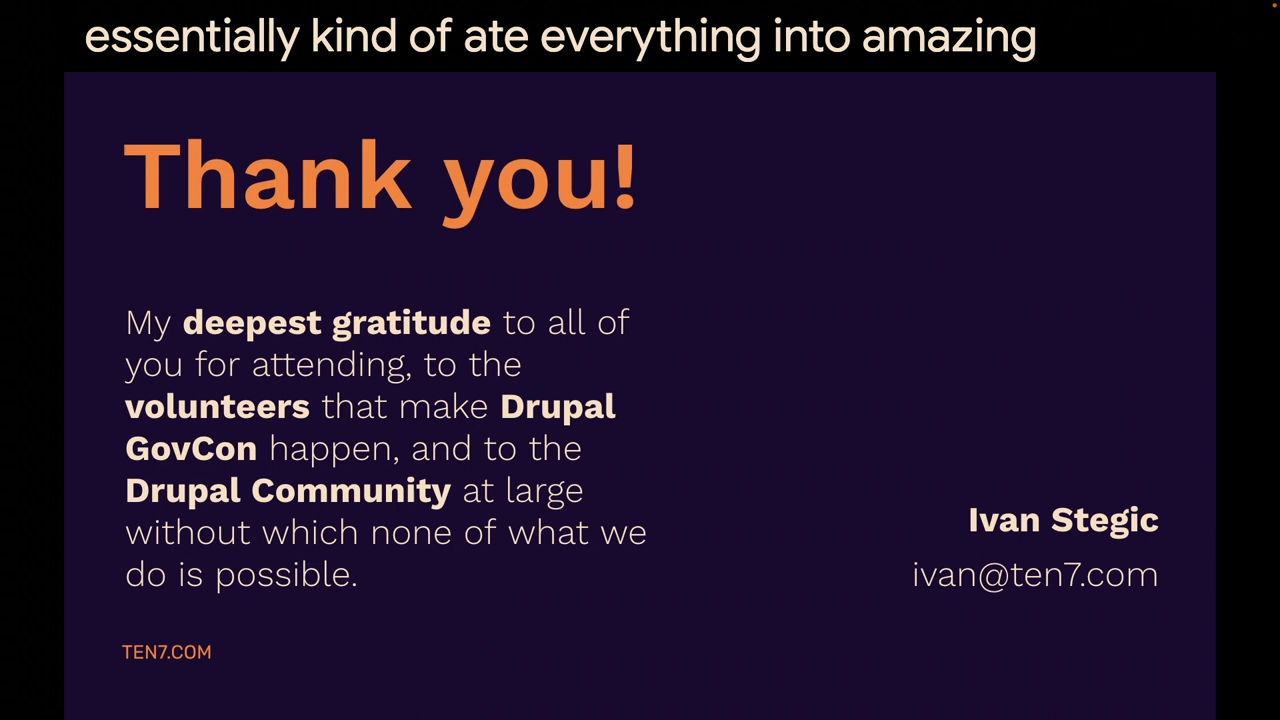 essentially kind of ate everything into amazing
Thank you!
My deepest gratitude to all of
you for attending, to the
volunteers that make Drupal
GovCon happen, and to the
Drupal Community at large
without which none of what we
do is possible.
Ivan Stegic
ivan@ten7.com
TEN7.COM